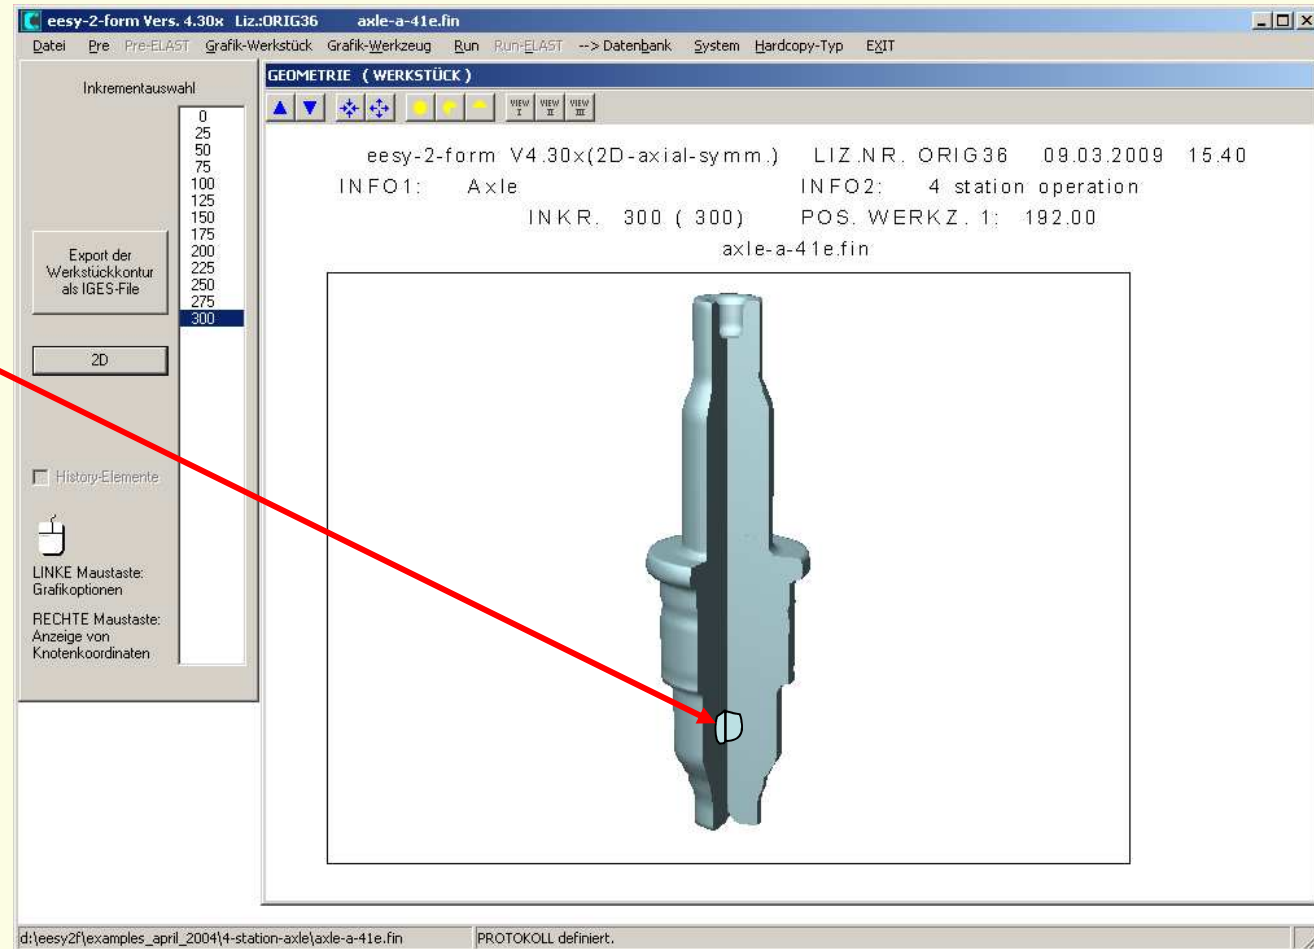 eesy-2-form Vers. 4.30x Liz.:ORIG36 axle-a-41e.fin
Datei Pre Pre-ELAST Grafik-Werkstück Grafik-Werkzeug Run Run-ELAST --> Datenbank System Hardcopy-Typ EXIT
Inkrementauswahl
0
25
50
75
100
125
150
175
200
225
250
275
300
Export der
Werkstückkontur
als IGES-File
2D
History-Elemente
LINKE Maustaste:
Grafikoptionen
RECHTE Maustaste:
Anzeige von
Knotenkoordinaten
GEOMETRIE ( WERKSTÜCK )
VIEW I VIEW II VIEW III
eesy-2-form V4.30x(2D-axial-symm.) LIZ.NR. ORIG36 09.03.2009 15.40
INFO1: Axle INFO2: 4 station operation
INKR. 300 ( 300) POS. WERKZ. 1: 192.00
axle-a-41e.fin
d:\eesy2f\examples_april_2004\4-station-axle\axle-a-41e.fin PROTOKOLL definiert.